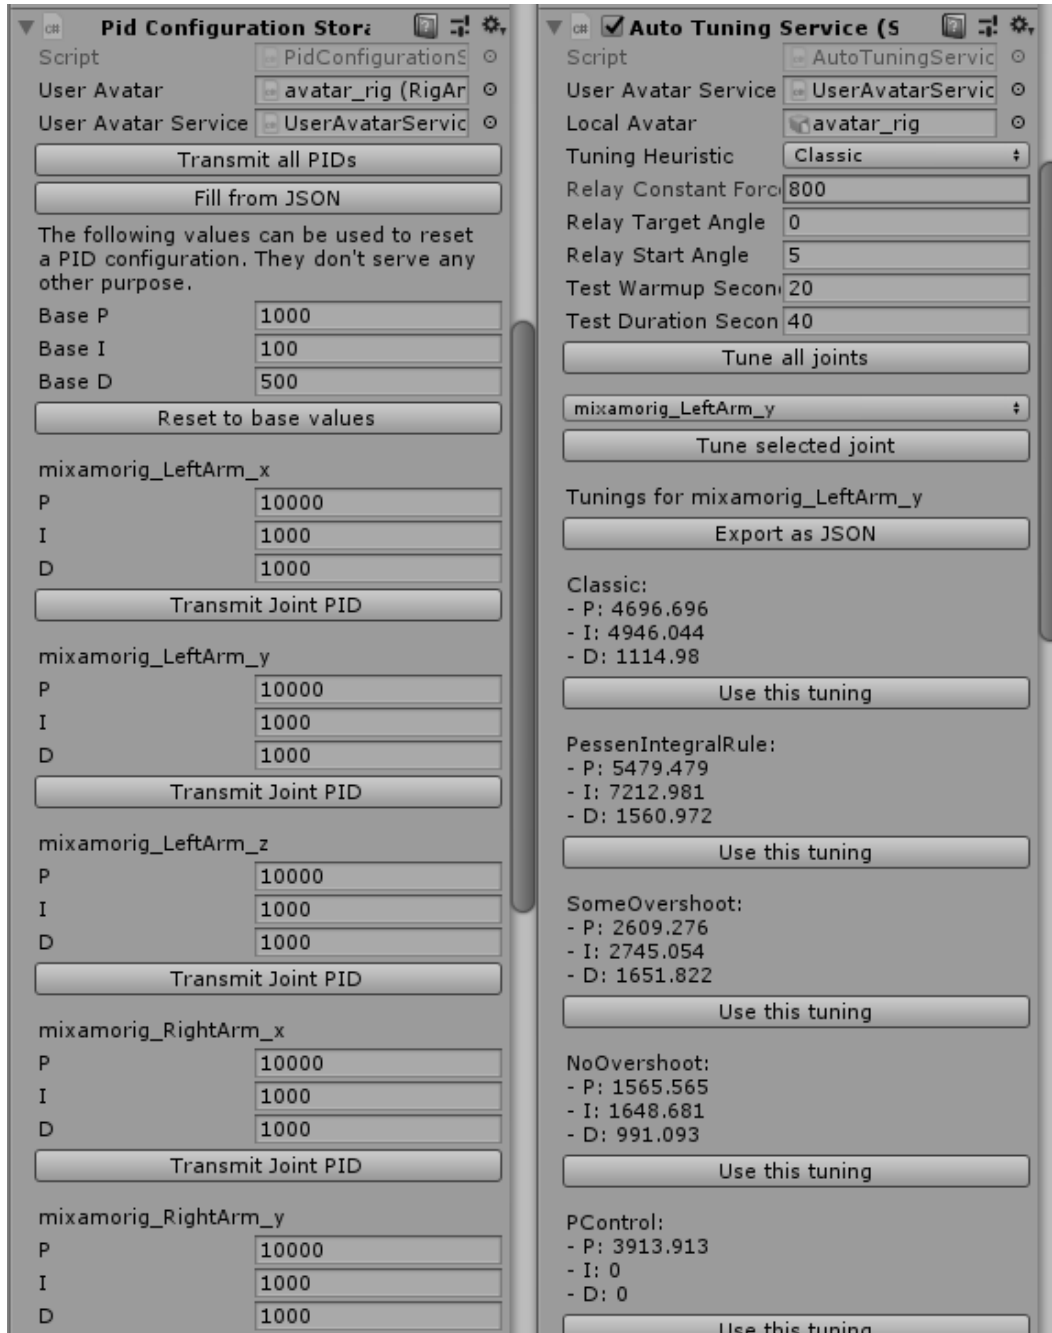 Pid Configuration Stora
Script
PidConfigurationS
User Avatar
avatar_rig (RigAr
User Avatar Service
UserAvatarServic
Transmit all PIDs
Fill from JSON
The following values can be used to reset
a PID configuration. They don't serve any
other purpose.
Base P
1000
Base I
100
Base D
500
Reset to base values
mixamorig_LeftArm_x
P
10000
I
1000
D
1000
Transmit Joint PID
mixamorig_LeftArm_y
P
10000
I
1000
D
1000
Transmit Joint PID
mixamorig_LeftArm_z
P
10000
I
1000
D
1000
Transmit Joint PID
mixamorig_RightArm_x
P
10000
I
1000
D
1000
Transmit Joint PID
mixamorig_RightArm_y
P
10000
I
1000
D
1000
Auto Tuning Service (S
Script
AutoTuningServic
User Avatar Service
UserAvatarServic
Local Avatar
avatar_rig
Tuning Heuristic
Classic
Relay Constant Forc
800
Relay Target Angle
0
Relay Start Angle
5
Test Warmup Secon
20
Test Duration Secon
40
Tune all joints
mixamorig_LeftArm_y
Tune selected joint
Tunings for mixamorig_LeftArm_y
Export as JSON
Classic:
- P: 4696.696
- I: 4946.044
- D: 1114.98
Use this tuning
PessenIntegralRule:
- P: 5479.479
- I: 7212.981
- D: 1560.972
Use this tuning
SomeOvershoot:
- P: 2609.276
- I: 2745.054
- D: 1651.822
Use this tuning
NoOvershoot:
- P: 1565.565
- I: 1648.681
- D: 991.093
Use this tuning
PControl:
- P: 3913.913
- I: 0
- D: 0
Use this tuning